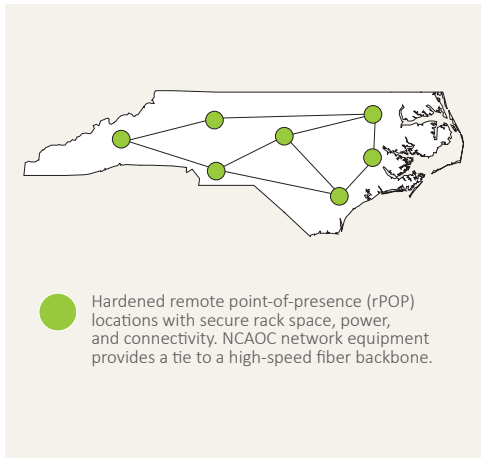 Hardened remote point-of-presence (rPOP)
locations with secure rack space, power,
and connectivity. NCAOC network equipment
provides a tie to a high-speed fiber backbone.